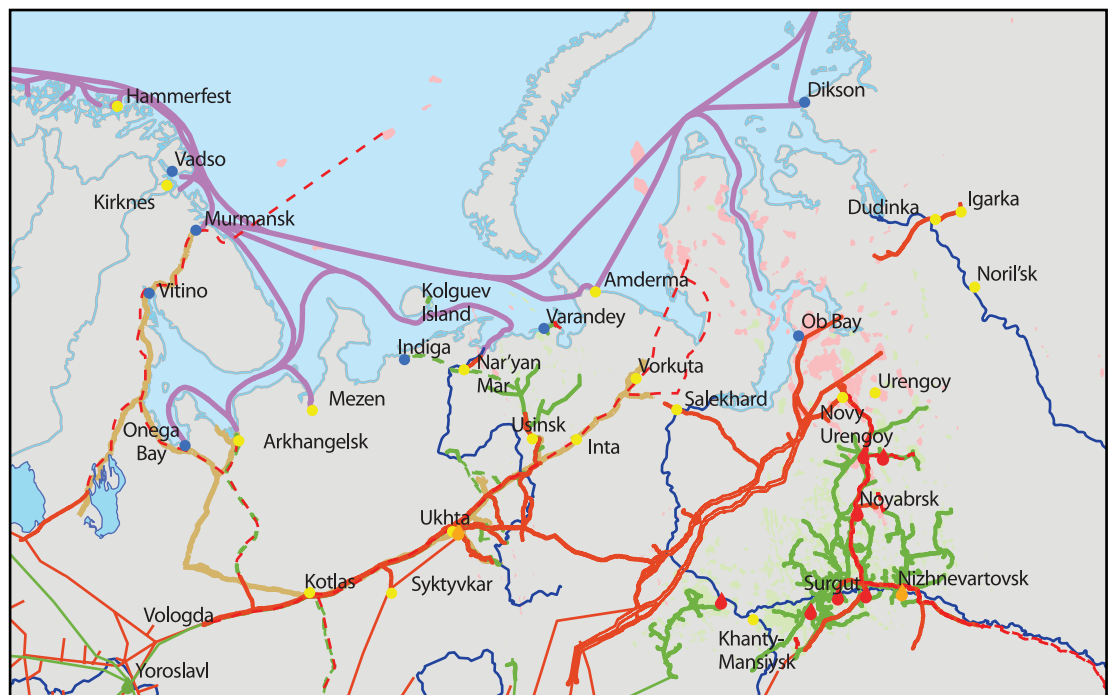 Hammerfest
Dikson
Vadso
Kirknes
Murmansk
Dudinka
Igarka
Noril'sk
Vitino
Kolguev
Island
Amderma
Varandey
Ob Bay
Indiga
Nar'yan
Mar
Vorkuta
Urengoy
Mezen
Salekhard
Novy
Urengoy
Onega
Bay
Arkhangelsk
Usinsk
Inta
Noyabrsk
Ukhta
Kotlas
Syktyvkar
Surgut
Nizhnevartovsk
Vologda
Khanty-
Mansiysk
Yoroslavl